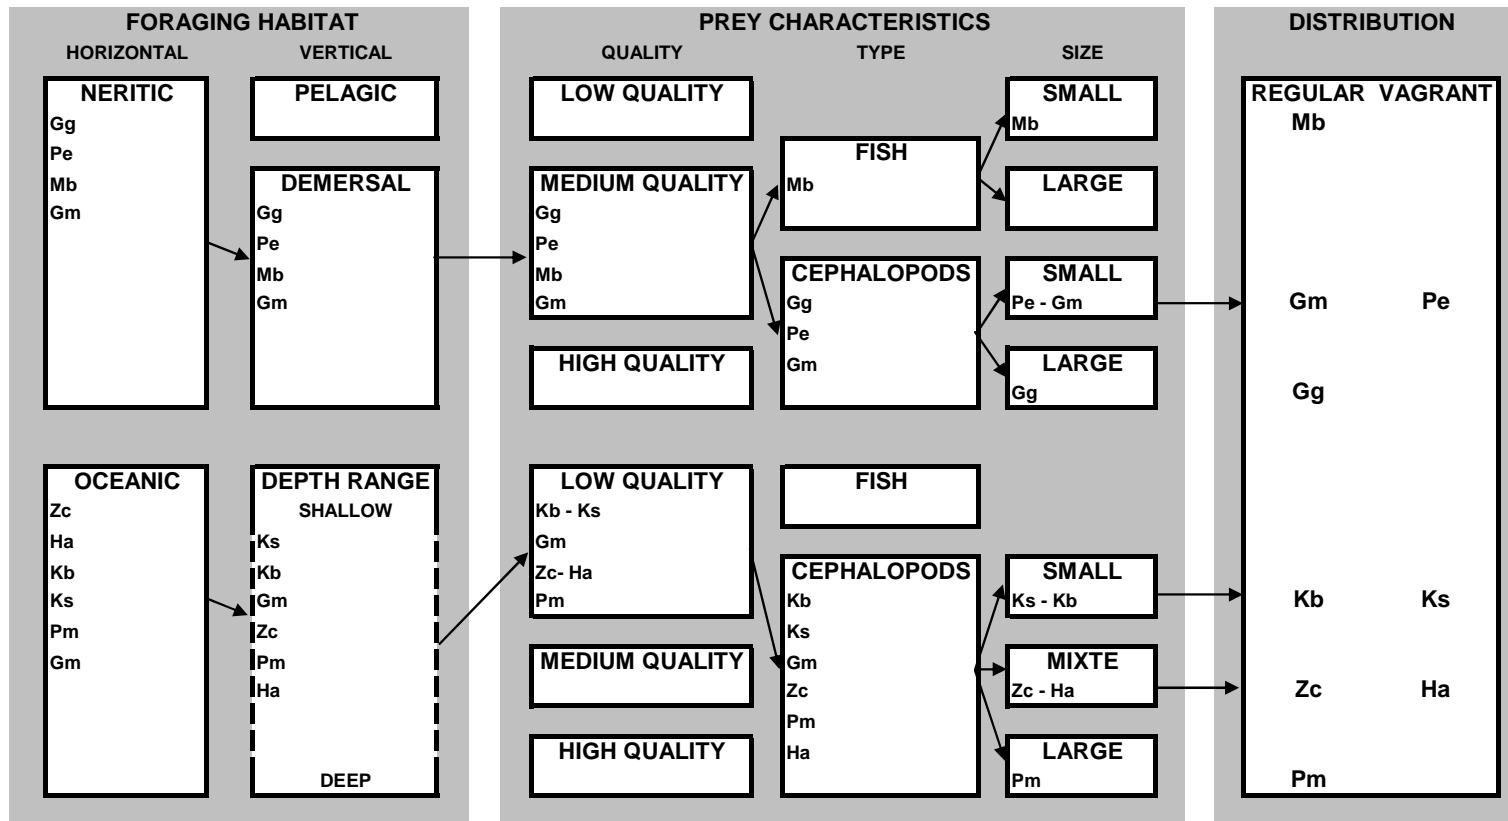 FORAGING HABITAT
HORIZONTAL
VERTICAL
NERITIC
Gg
Pe
Mb
Gm
PELAGIC
DEMERSAL
Gg
Pe
Mb
Gm
OCEANIC
Zc
Ha
Kb
Ks
Pm
Gm
DEPTH RANGE
SHALLOW
Ks
Kb
Gm
Zc
Pm
Ha
DEEP
PREY CHARACTERISTICS
QUALITY
TYPE
SIZE
LOW QUALITY
MEDIUM QUALITY
Gg
Pe
Mb
Gm
HIGH QUALITY
FISH
Mb
CEPHALOPODS
Gg
Pe
Gm
SMALL
Mb
LARGE
SMALL
Pe - Gm
LARGE
Gg
LOW QUALITY
Kb - Ks
Gm
Zc- Ha
Pm
MEDIUM QUALITY
HIGH QUALITY
FISH
CEPHALOPODS
Kb
Ks
Gm
Zc
Pm
Ha
SMALL
Ks - Kb
MIXTE
Zc - Ha
LARGE
Pm
DISTRIBUTION
REGULAR VAGRANT
Mb
Gm Pe
Gg
Kb Ks
Zc Ha
Pm